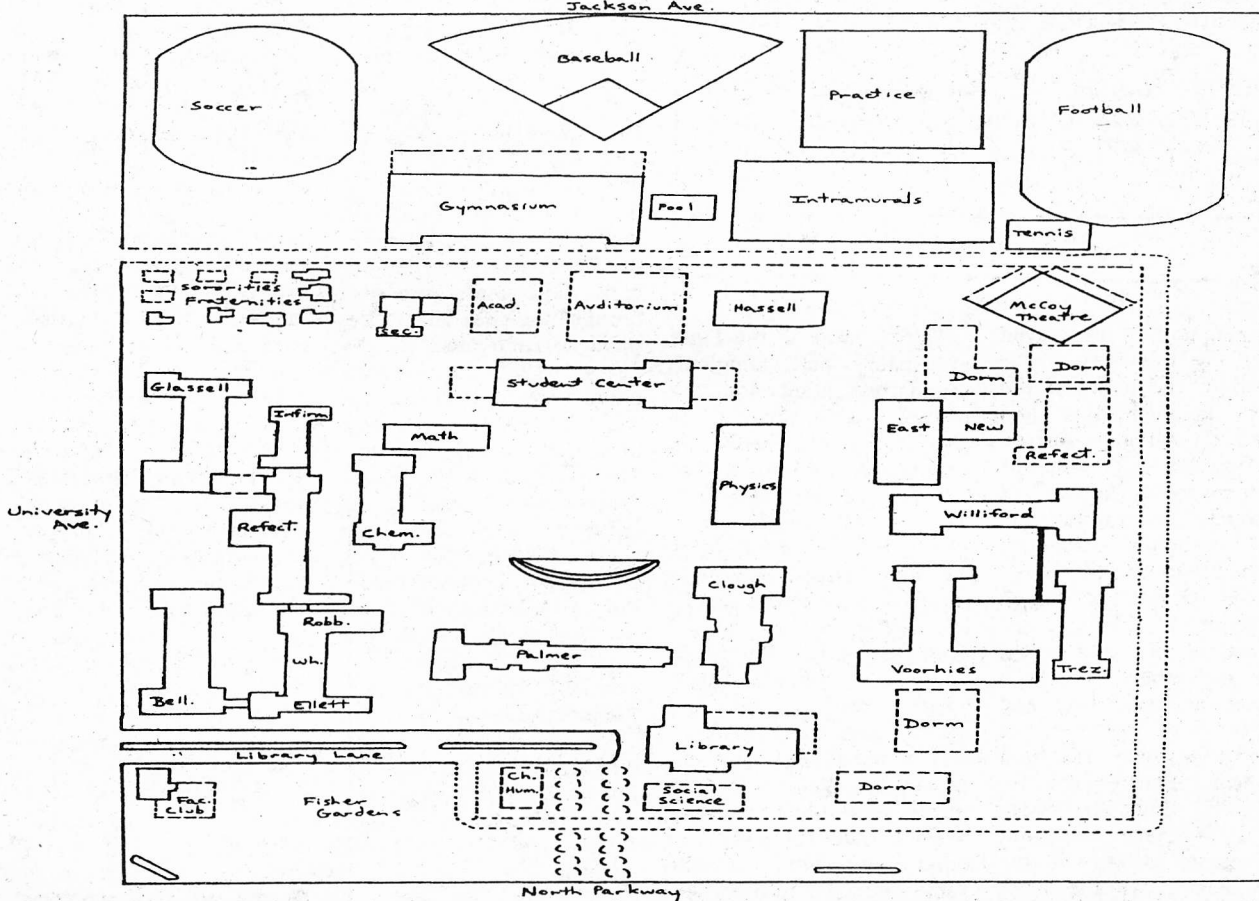 Jackson Ave.
Soccer
Baseball
Practice
Football
Gymnasium
Pool
Intramurals
Tennis
Sororities
Fraternities
S.S.C.
Acad.
Auditorium
Hassell
McCoy
Theatre
Glassell
Infirm
Student Center
Dorm
Dorm
Math
East
New
Refect.
Physics
University
Ave.
Refect.
Chem.
Williford
Clough
Robb.
Wh.
Palmer
Voorhies
Trez.
Bell.
Ellett
Dorm
Library
Library Lane
Fac.
Club
Fisher
Gardens
Ch.
Hum.
Social
Science
Dorm
North Parkway